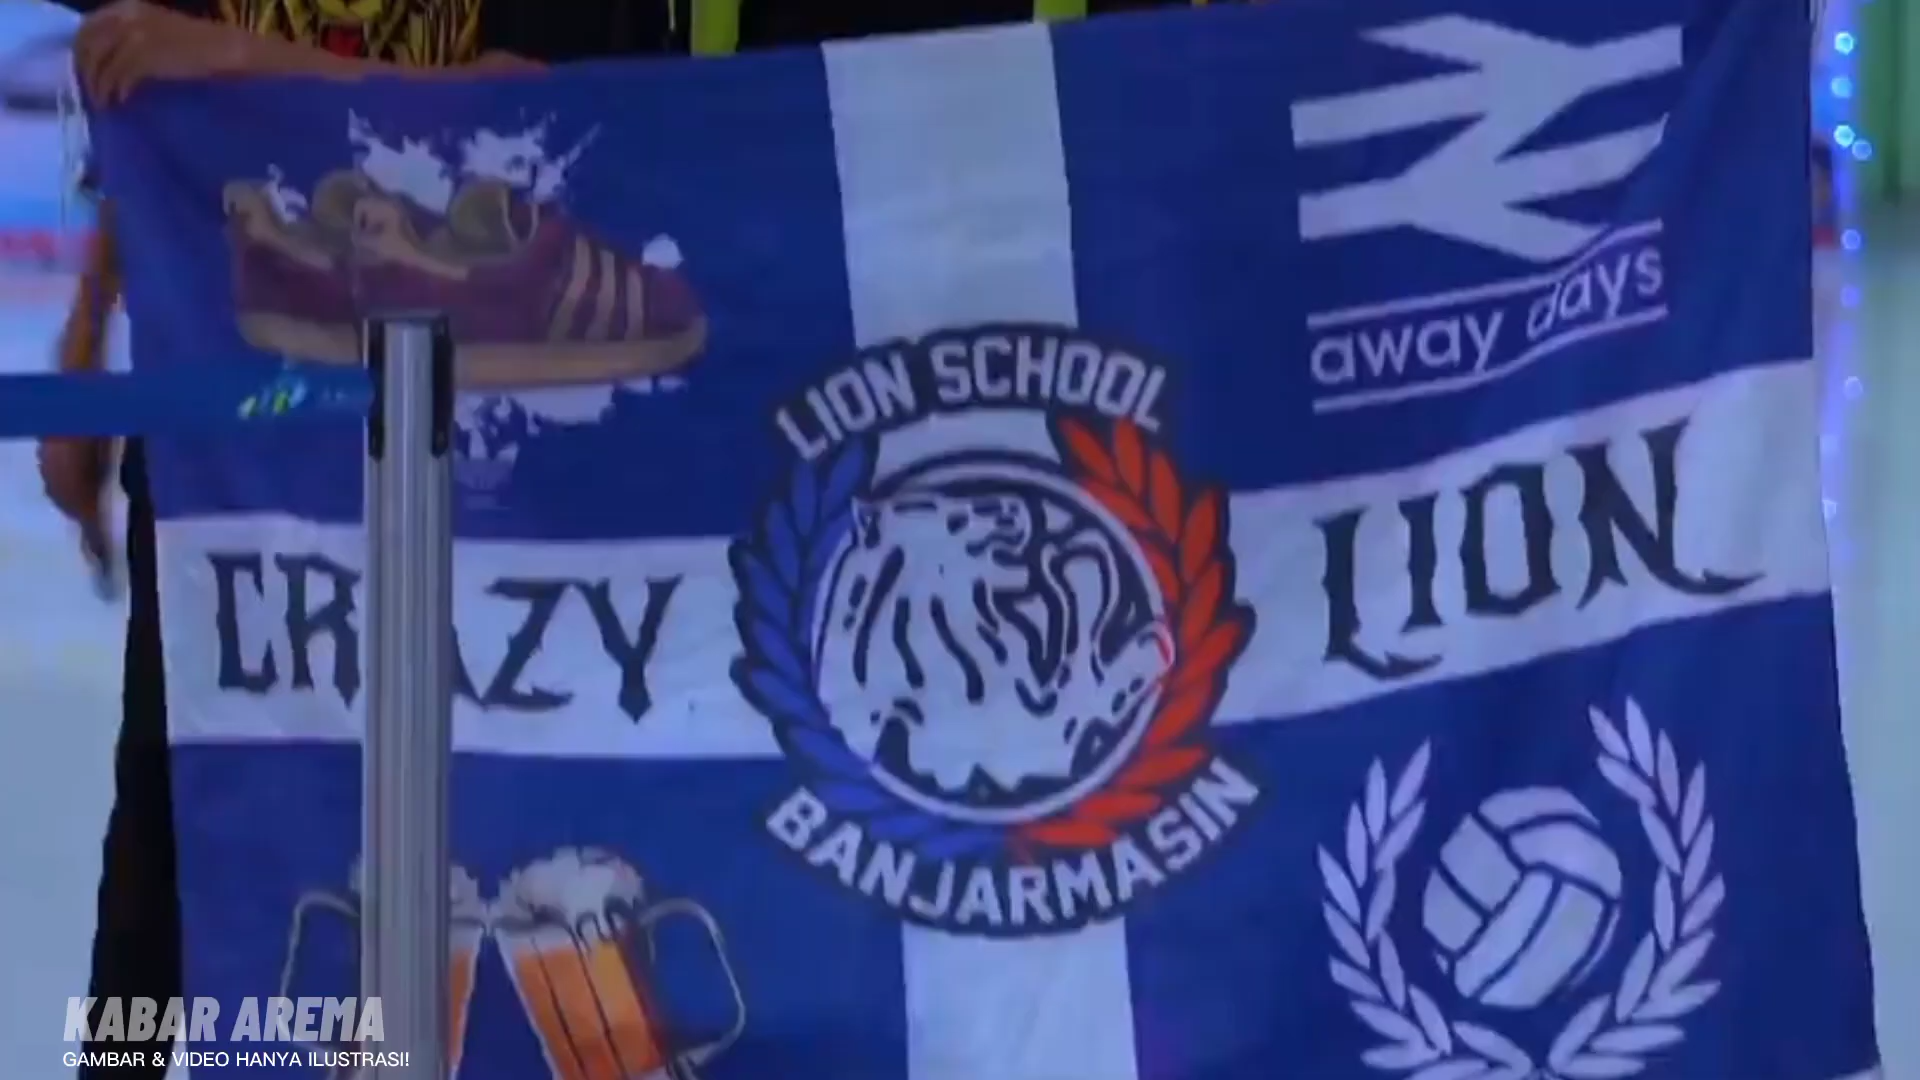 away days
LION SCHOOL
CRAZY LION
BANJARMASIN
KABAR AREMA
GAMBAR & VIDEO HANYA ILUSTRASI!